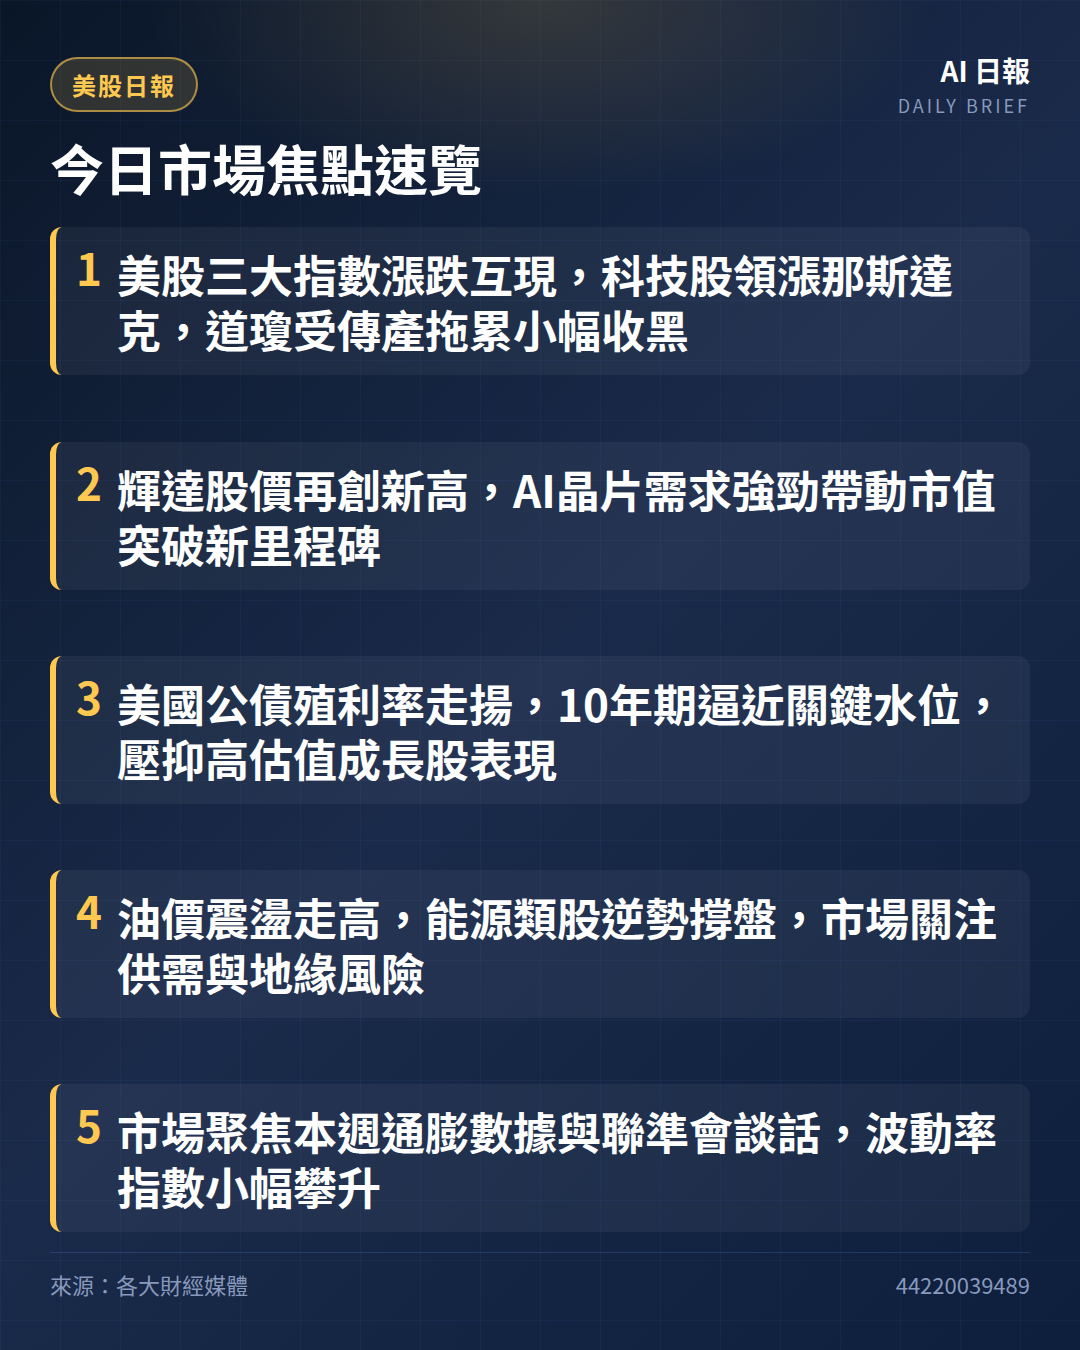 美股日報
AI 日報
DAILY BRIEF
今日市場焦點速覽
1 美股三大指數漲跌互現，科技股領漲那斯達
克，道瓊受傳產拖累小幅收黑
2 輝達股價再創新高，AI晶片需求強勁帶動市值
突破新里程碑
3 美國公債殖利率走揚，10年期逼近關鍵水位，
壓抑高估值成長股表現
4 油價震盪走高，能源類股逆勢撐盤，市場關注
供需與地緣風險
5 市場聚焦本週通膨數據與聯準會談話，波動率
指數小幅攀升
來源：各大財經媒體
44220039489